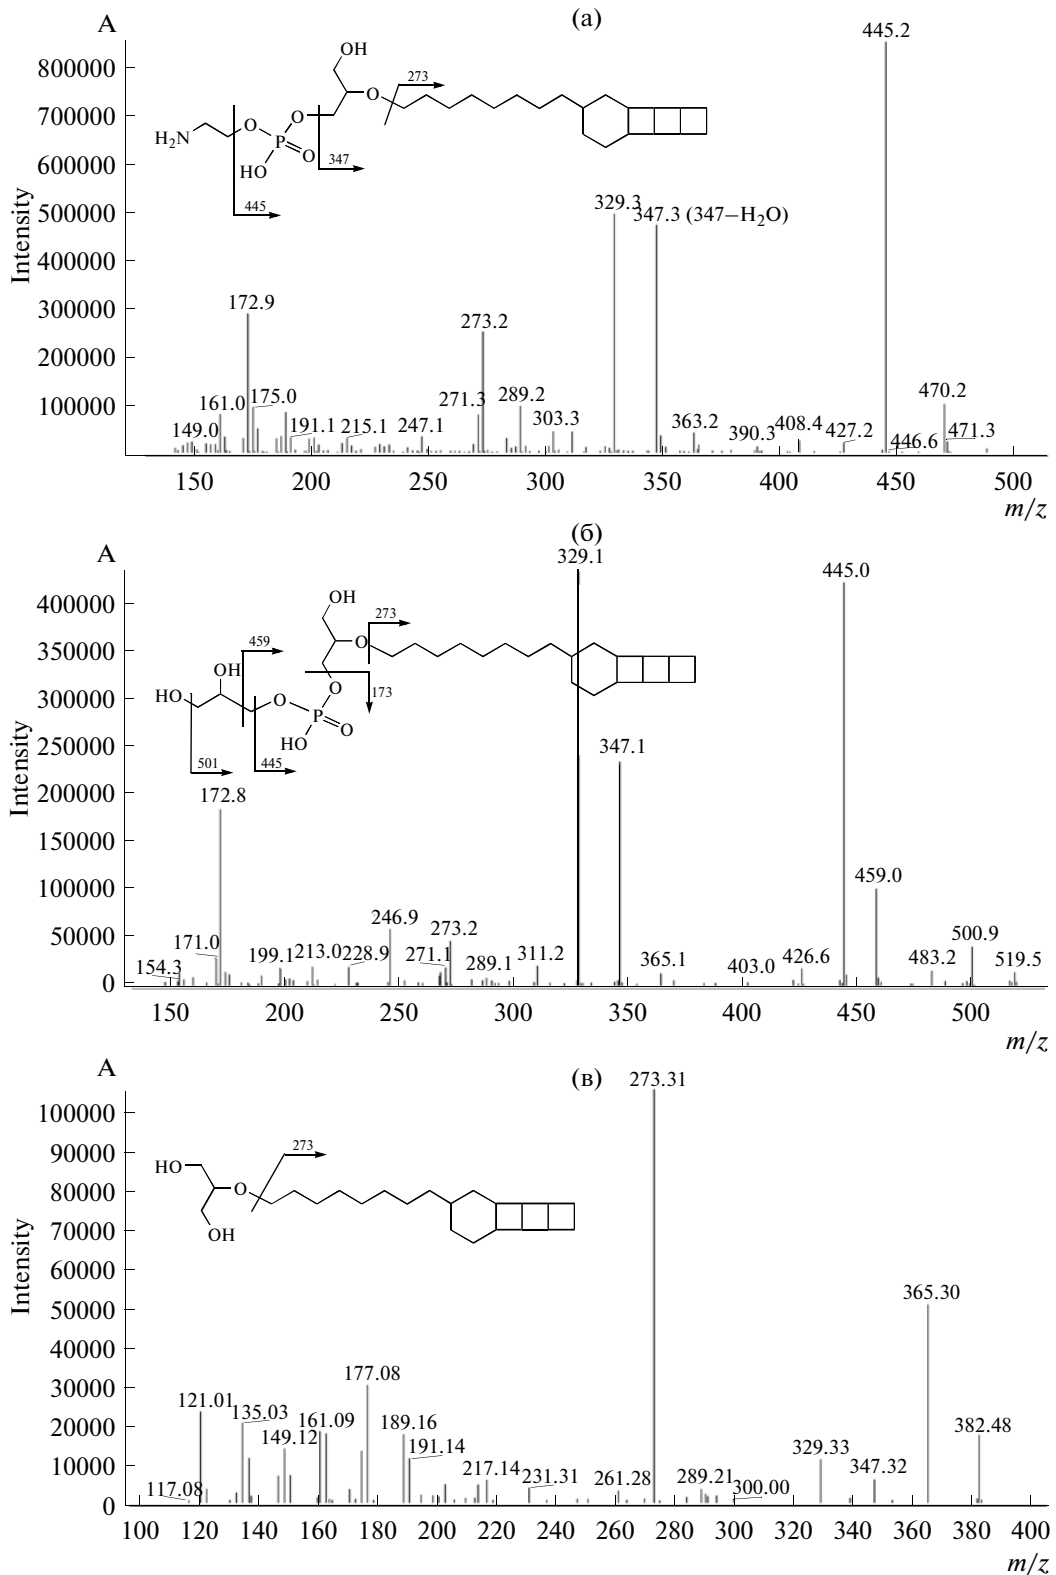 (а)
A
Intensity
800000
700000
600000
500000
400000
300000
200000
100000
OH
O
273
H2N
O
O
P
O
HO
347
445
445.2
329.3
347.3 (347–H2O)
172.9
273.2
161.0
175.0
149.0
191.1
215.1
247.1
271.3
289.2
303.3
363.2
390.3
408.4
427.2
446.6
470.2
471.3
150 200 250 300 350 400 450 500
m/z
(б)
A
Intensity
400000
350000
300000
250000
200000
150000
100000
50000
0
OH
O
273
459
OH
HO
O
O
173
P
O
HO
501
445
329.1
445.0
347.1
172.8
459.0
246.9
273.2
171.0
154.3
199.1
213.0
228.9
271.1
289.1
311.2
365.1
403.0
426.6
483.2
500.9
519.5
150 200 250 300 350 400 450 500
m/z
(в)
A
Intensity
100000
90000
80000
70000
60000
50000
40000
30000
20000
10000
0
HO
O
OH
273
273.31
365.30
177.08
121.01
135.03
149.12
161.09
189.16
191.14
117.08
217.14
231.31
261.28
289.21
300.00
329.33
347.32
382.48
100 120 140 160 180 200 220 240 260 280 300 320 340 360 380 400
m/z